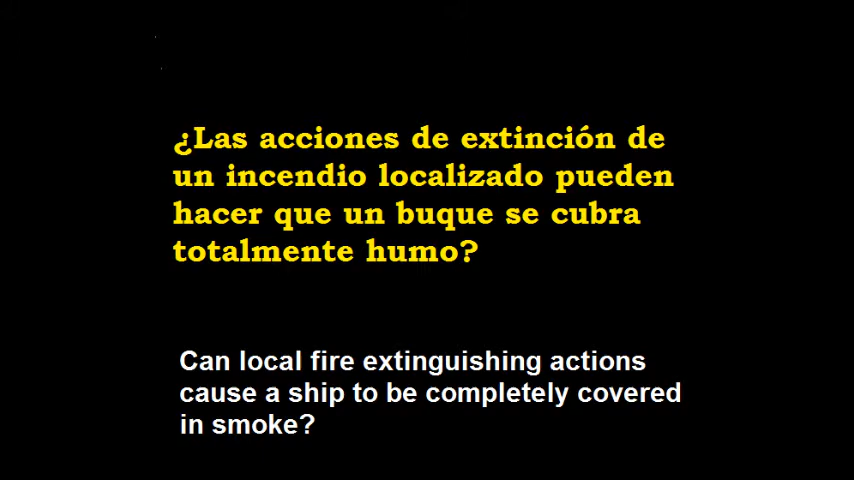 ¿Las acciones de extinción de
un incendio localizado pueden
hacer que un buque se cubra
totalmente humo?
Can local fire extinguishing actions
cause a ship to be completely covered
in smoke?